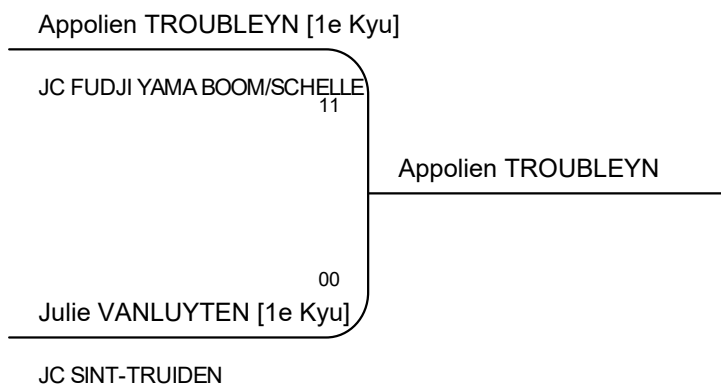 Appolien TROUBLEYN [1e Kyu]
JC FUDJI YAMA BOOM/SCHELLE
11
Appolien TROUBLEYN
00
Julie VANLUYTEN [1e Kyu]
JC SINT-TRUIDEN